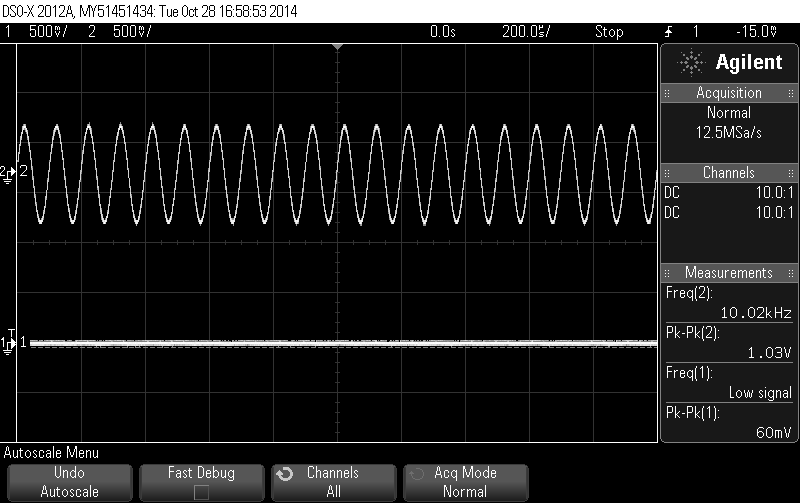 DSO-X 2012A, MY51451434: Tue Oct 28 16:58:53 2014
1 500mV/ 2 500mV/ 0.0s 200.0us/ Stop 1 -15.0mV
Agilent
Acquisition
Normal
12.5MSa/s
Channels
DC 10.0:1
DC 10.0:1
Measurements
Freq(2):
10.02kHz
Pk-Pk(2):
1.03V
Freq(1):
Low signal
Pk-Pk(1):
60mV
2 2
T
1 1
Autoscale Menu
Undo
Autoscale
Fast Debug
Channels
All
Acq Mode
Normal